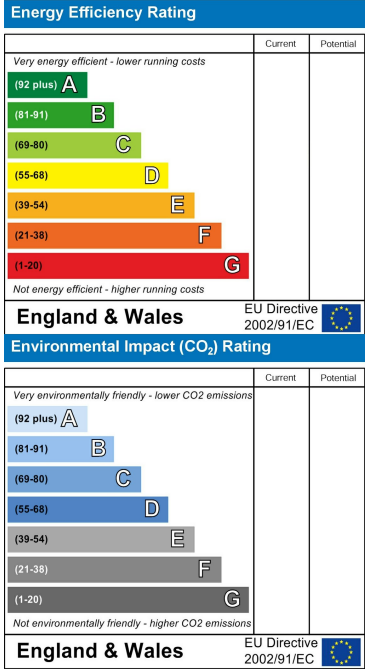 Energy Efficiency Rating
Current Potential
Very energy efficient - lower running costs
(92 plus) A
(81-91) B
(69-80) C
(55-68) D
(39-54) E
(21-38) F
(1-20) G
Not energy efficient - higher running costs
England & Wales
EU Directive
2002/91/EC
Environmental Impact (CO₂) Rating
Current Potential
Very environmentally friendly - lower CO2 emissions
(92 plus) A
(81-91) B
(69-80) C
(55-68) D
(39-54) E
(21-38) F
(1-20) G
Not environmentally friendly - higher CO2 emissions
England & Wales
EU Directive
2002/91/EC